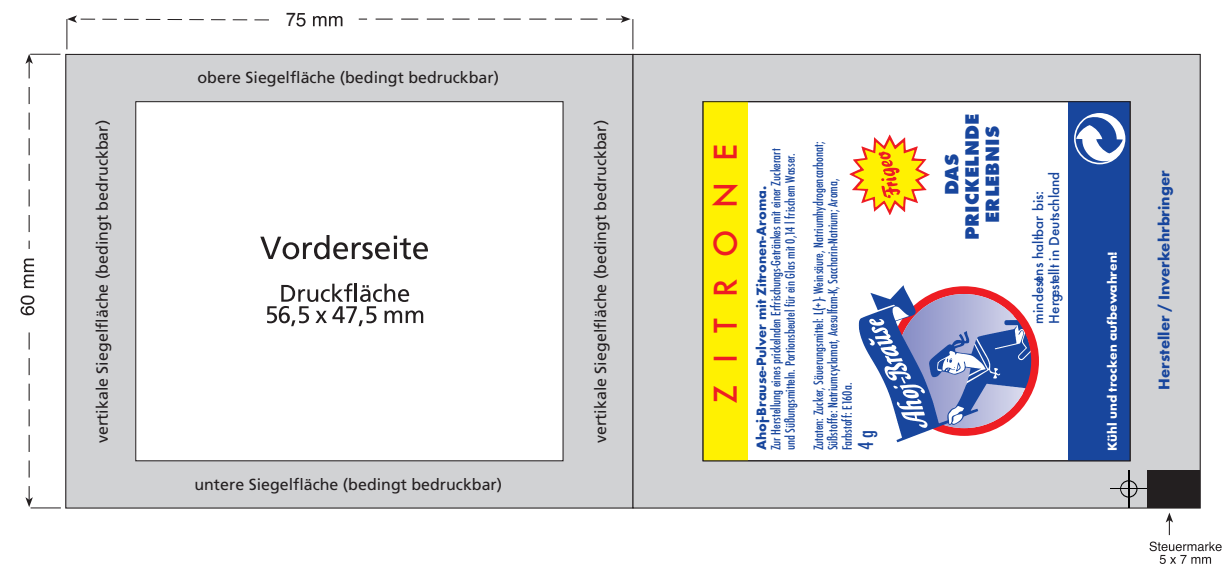 75 mm
60 mm
obere Siegelfläche (bedingt bedruckbar)
vertikale Siegelfläche (bedingt bedruckbar)
Vorderseite
Druckfläche
56,5 x 47,5 mm
vertikale Siegelfläche (bedingt bedruckbar)
untere Siegelfläche (bedingt bedruckbar)
ZITRONE
Ahoj-Brause-Pulver mit Zitronen-Aroma.
Zur Herstellung eines prickelnden Erfrischungs-Getränkes mit einer Zuckerart
und Süßungsmitteln. Portionsbeutel für ein Glas mit 0,14 l frischem Wasser.
Zutaten: Zucker, Säuerungsmittel: L(+)- Weinsäure, Natriumhydrogencarbonat;
Süßstoffe: Natriumcyclamat, Acesulfam-K, Saccharin-Natrium; Aroma,
Farbstoff: E160a.
4 g
Ahoj-Brause
Frigeo
DAS
PRICKELNDE
ERLEBNIS
mindestens haltbar bis:
Hergestellt in Deutschland
Kühl und trocken aufbewahren!
Hersteller / Inverkehrbringer
Steuermarke
5 x 7 mm